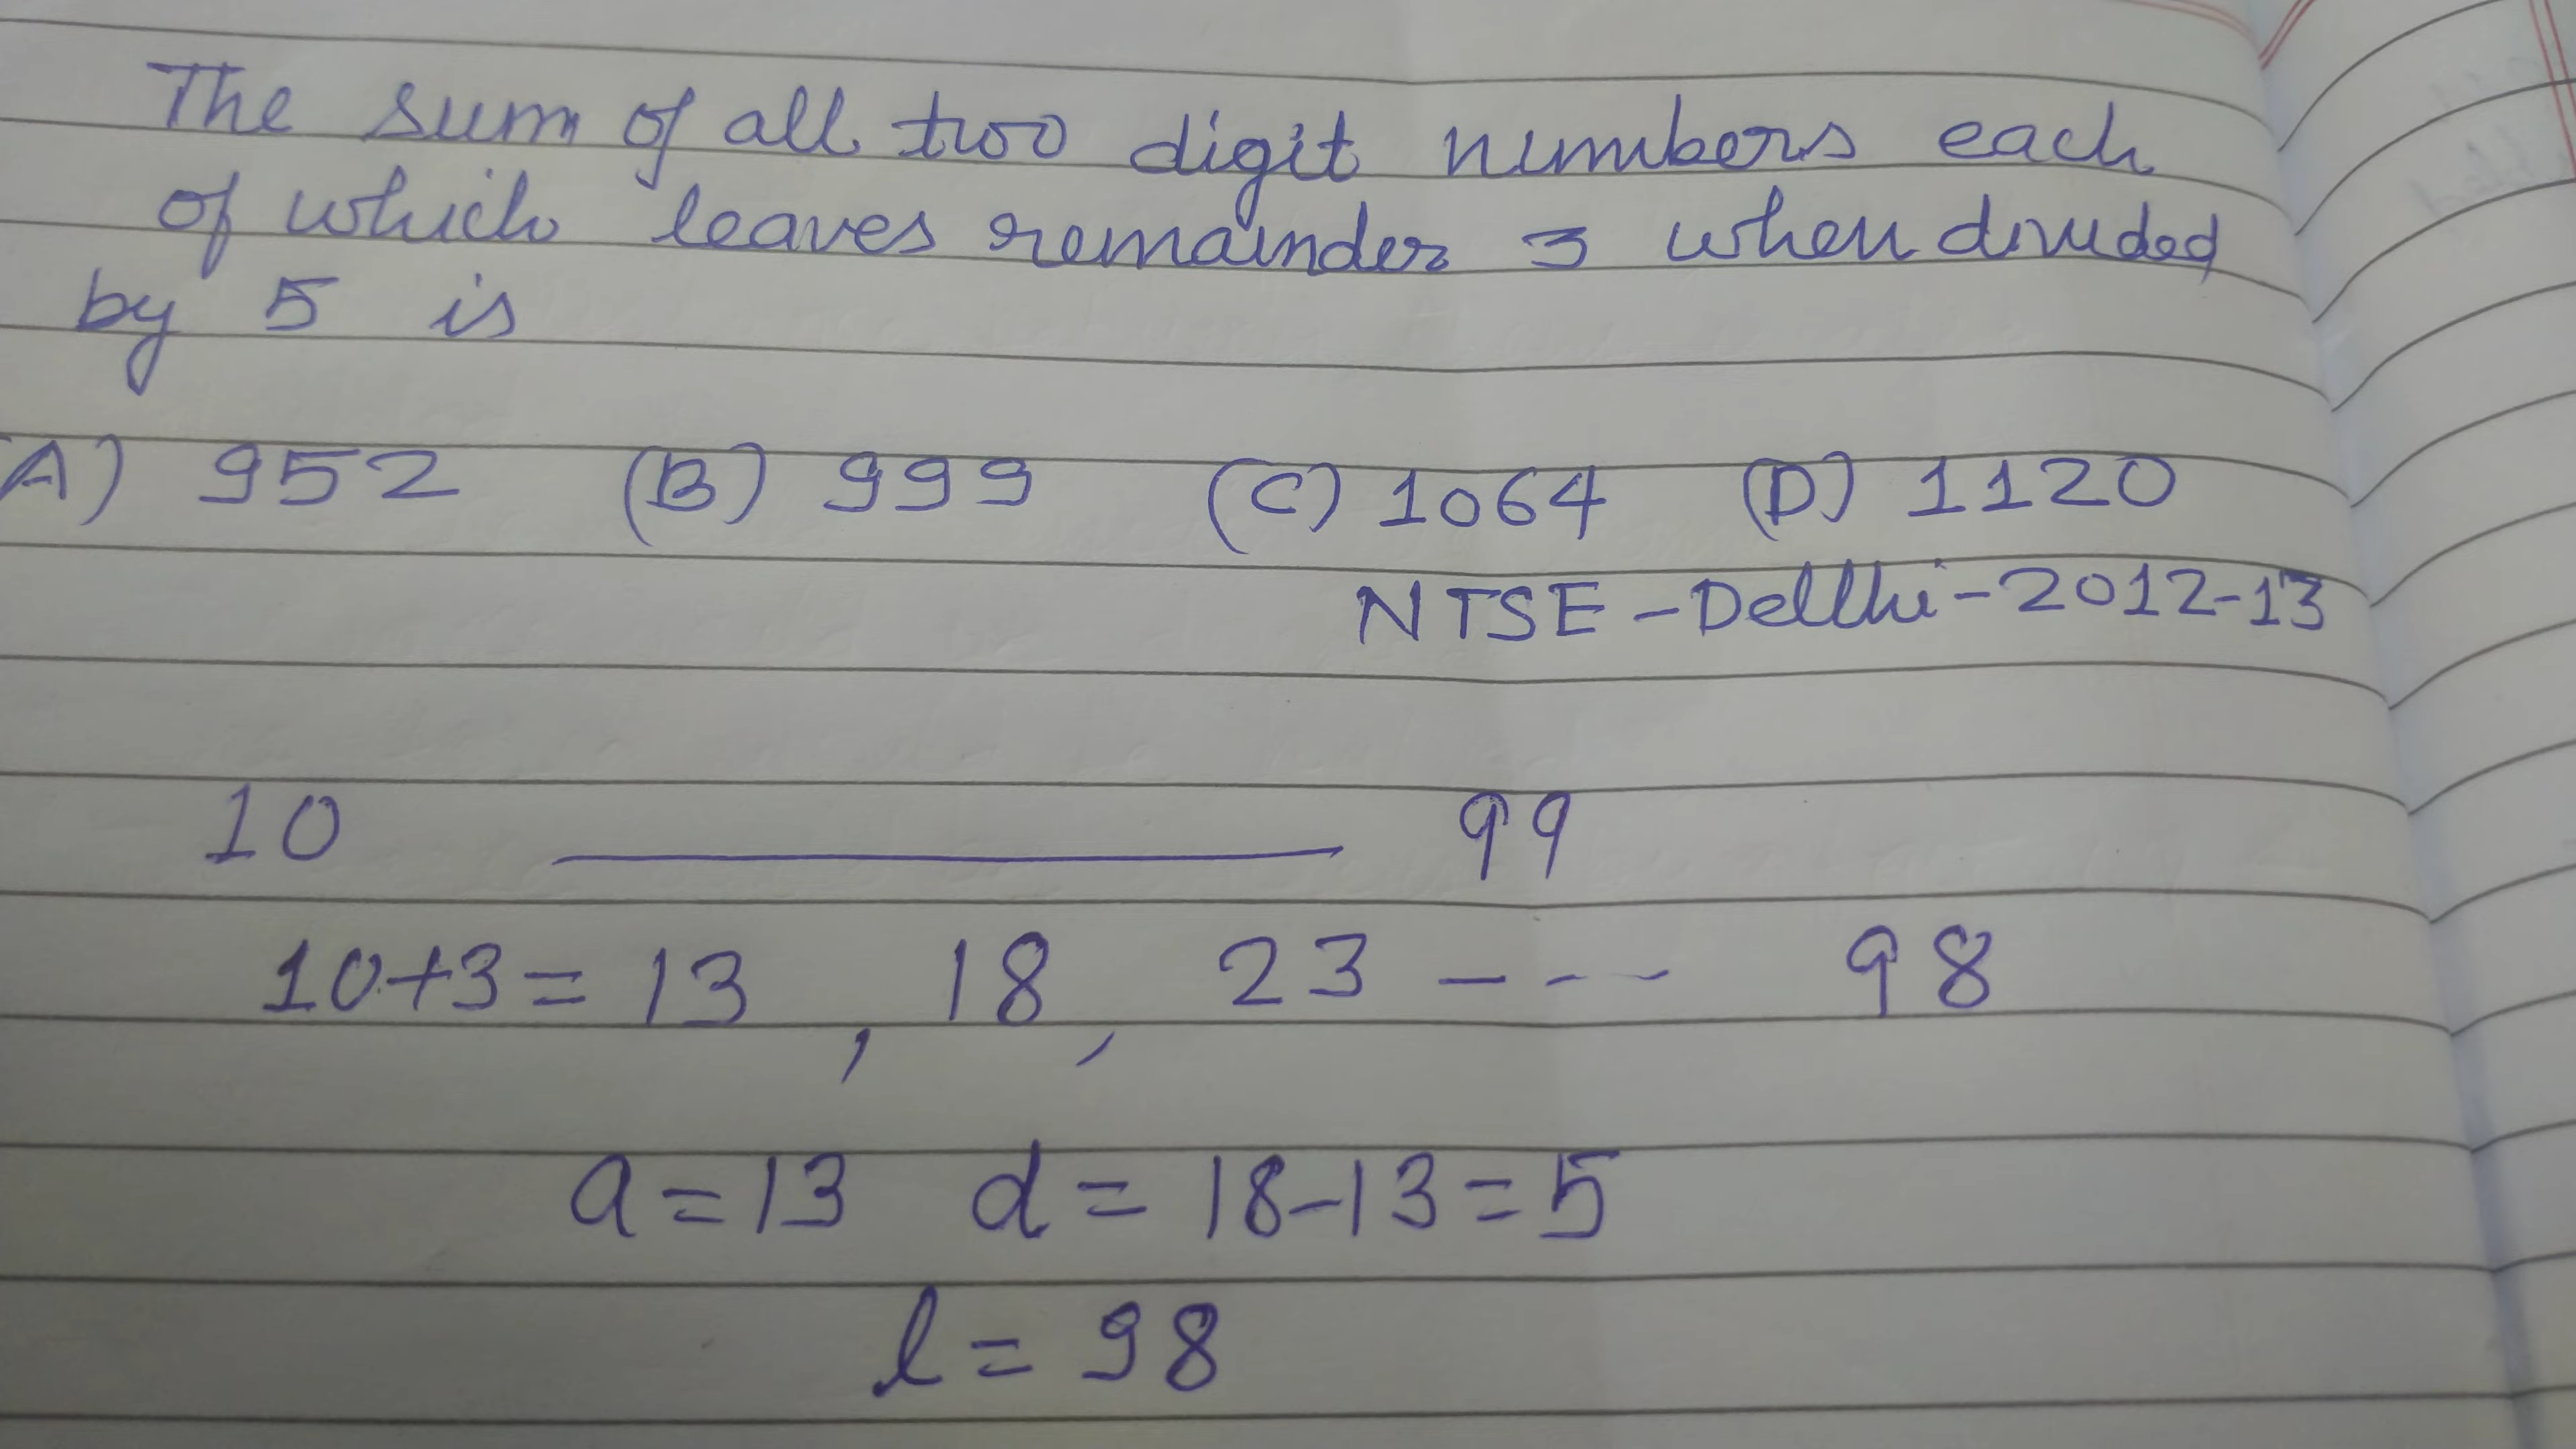 The sum of all two digit numbers each
of which leaves remainder 3 when divided
by 5 is
A) 952 (B) 999 (C) 1064 (D) 1120
NTSE - Dellhi - 2012-13
10 ——— 99
10+3 = 13, 18, 23 - - - 98
a = 13 d = 18-13 = 5
l = 98